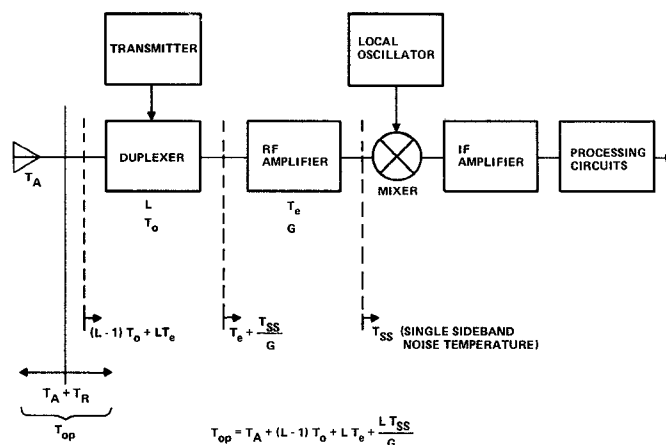 TRANSMITTER
LOCAL
OSCILLATOR
DUPLEXER
RF
AMPLIFIER
MIXER
IF
AMPLIFIER
PROCESSING
CIRCUITS
T_A
L
T_o
T_e
G
(L - 1) T_o + LT_e
T_e + T_SS/G
T_SS (SINGLE SIDEBAND
NOISE TEMPERATURE)
T_A + T_R
T_op
T_op = T_A + (L - 1) T_o + L T_e + L T_SS/G